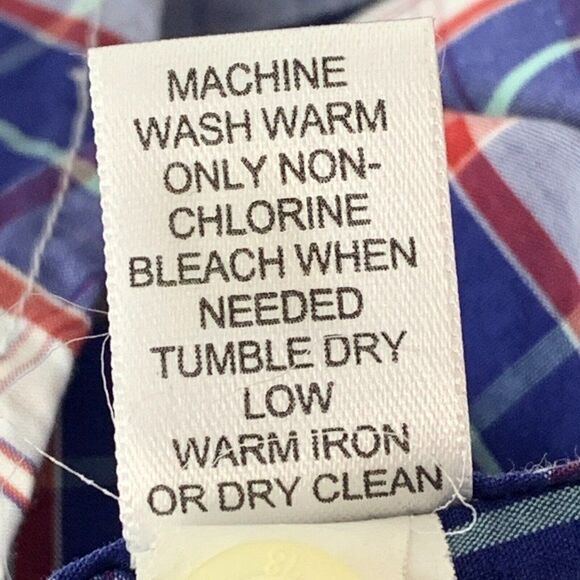 MACHINE
WASH WARM
ONLY NON-
CHLORINE
BLEACH WHEN
NEEDED
TUMBLE DRY
LOW
WARM IRON
OR DRY CLEAN